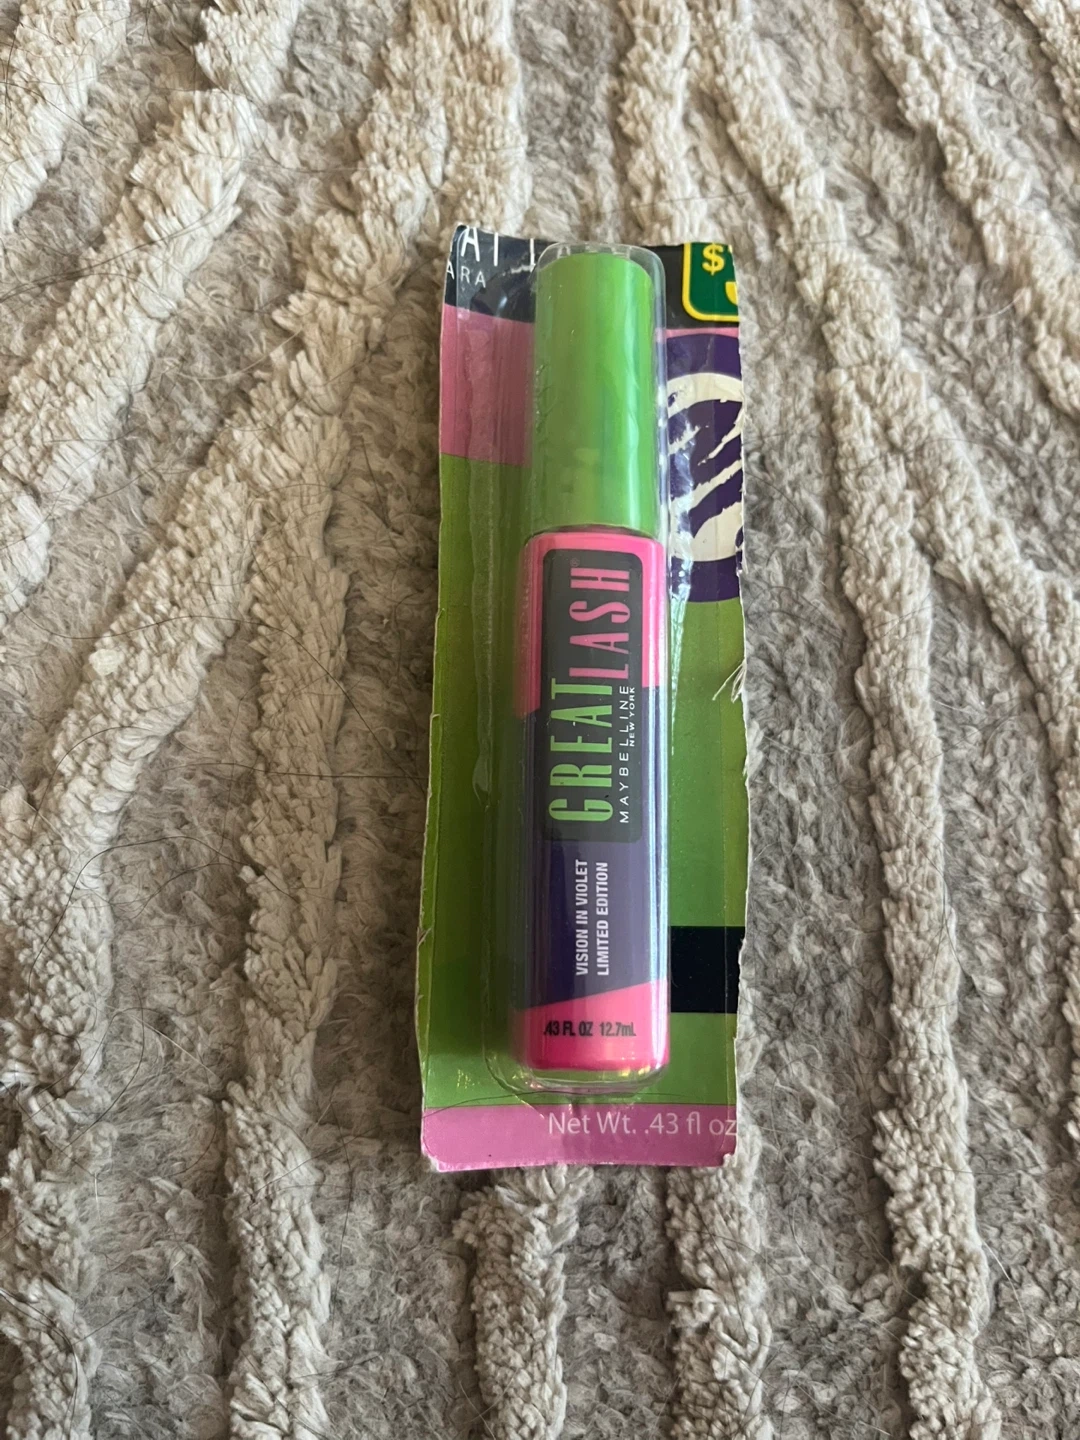 ARA
$
GREAT LASH
MAYBELLINE
NEW YORK
VISION IN VIOLET
LIMITED EDITION
.43 FL OZ 12.7mL
Net Wt. .43 fl oz